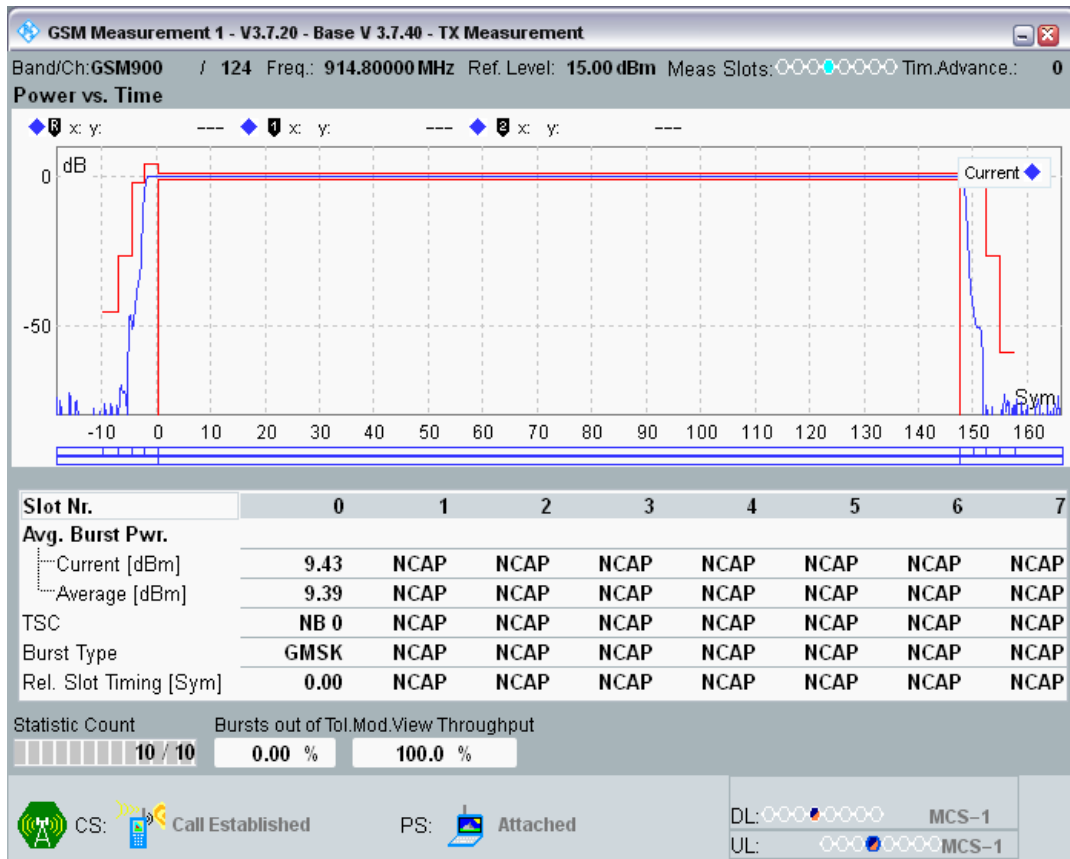 GSM Measurement 1 - V3.7.20 - Base V 3.7.40 - TX Measurement
Band/Ch:GSM900 / 124 Freq.: 914.80000 MHz Ref. Level: 15.00 dBm Meas Slots: Tim.Advance.: 0
Power vs. Time
R x: y: --- 1 x: y: --- 2 x: y: ---
dB
Current
0
-50
Sym
-10 0 10 20 30 40 50 60 70 80 90 100 110 120 130 140 150 160
Slot Nr. 0 1 2 3 4 5 6 7
Avg. Burst Pwr.
Current [dBm] 9.43 NCAP NCAP NCAP NCAP NCAP NCAP NCAP
Average [dBm] 9.39 NCAP NCAP NCAP NCAP NCAP NCAP NCAP
TSC NB 0 NCAP NCAP NCAP NCAP NCAP NCAP NCAP
Burst Type GMSK NCAP NCAP NCAP NCAP NCAP NCAP NCAP
Rel. Slot Timing [Sym] 0.00 NCAP NCAP NCAP NCAP NCAP NCAP NCAP
Statistic Count Bursts out of Tol. Mod.View Throughput
10 / 10 0.00 % 100.0 %
CS: Call Established PS: Attached
DL: MCS-1
UL: MCS-1